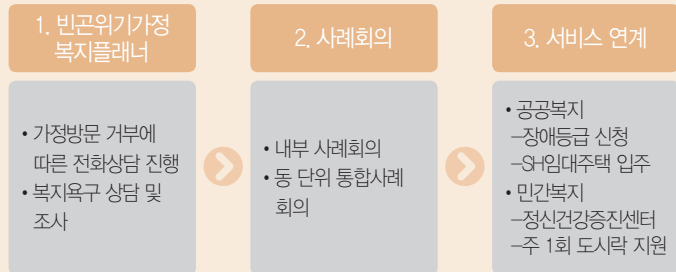 1. 빈곤위기가정
복지플래너
• 가정방문 거부에
따른 전화상담 진행
• 복지욕구 상담 및
조사
2. 사례회의
• 내부 사례회의
• 동 단위 통합사례
회의
3. 서비스 연계
• 공공복지
–장애등급 신청
–SH임대주택 입주
• 민간복지
–정신건강증진센터
–주 1회 도시락 지원